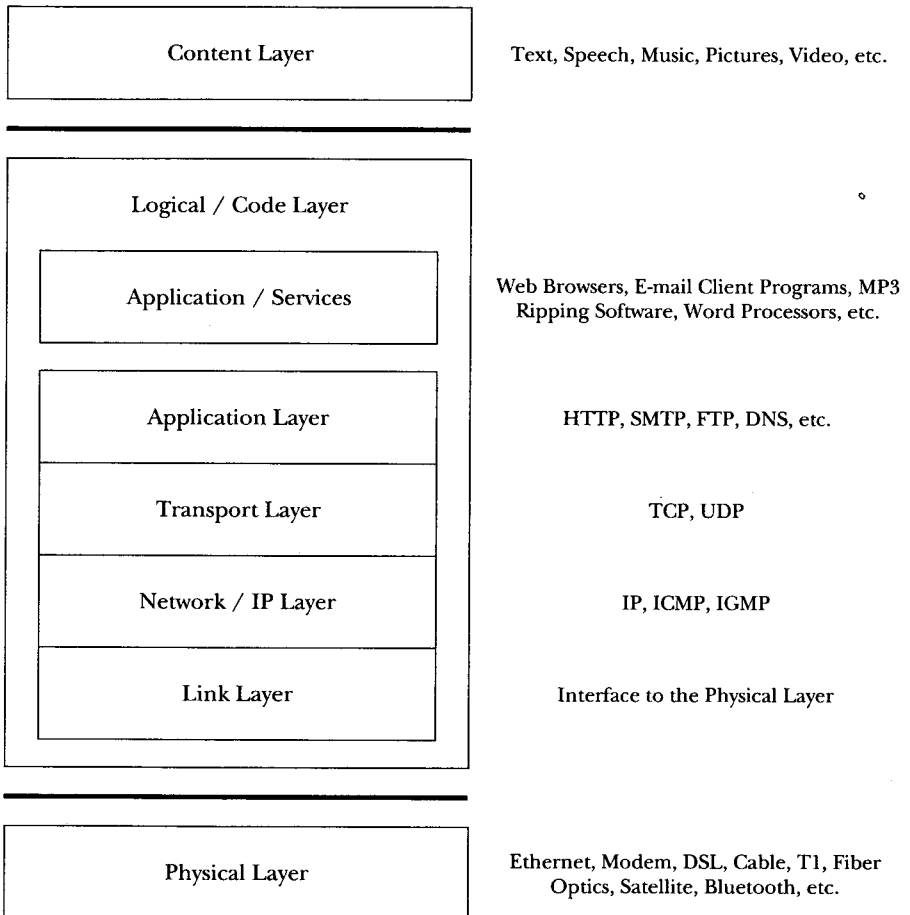 Content Layer
Text, Speech, Music, Pictures, Video, etc.
Logical / Code Layer
Application / Services
Web Browsers, E-mail Client Programs, MP3
Ripping Software, Word Processors, etc.
Application Layer
HTTP, SMTP, FTP, DNS, etc.
Transport Layer
TCP, UDP
Network / IP Layer
IP, ICMP, IGMP
Link Layer
Interface to the Physical Layer
Physical Layer
Ethernet, Modem, DSL, Cable, T1, Fiber
Optics, Satellite, Bluetooth, etc.